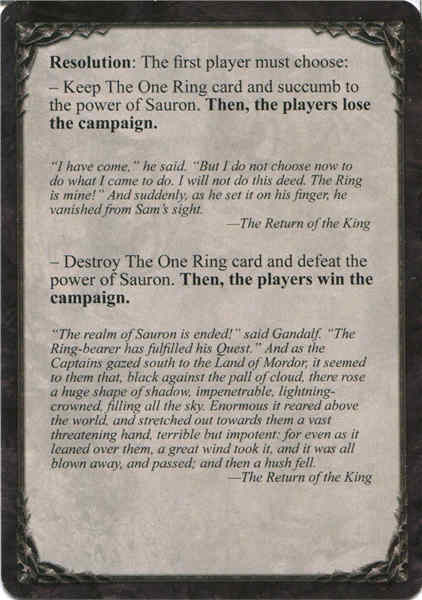 Resolution: The first player must choose:
– Keep The One Ring card and succumb to
the power of Sauron. Then, the players lose
the campaign.
“I have come,” he said. “But I do not choose now to
do what I came to do. I will not do this deed. The Ring
is mine!” And suddenly, as he set it on his finger, he
vanished from Sam’s sight.
—The Return of the King
– Destroy The One Ring card and defeat the
power of Sauron. Then, the players win the
campaign.
“The realm of Sauron is ended!” said Gandalf. “The
Ring-bearer has fulfilled his Quest.” And as the
Captains gazed south to the Land of Mordor, it seemed
to them that, black against the pall of cloud, there rose
a huge shape of shadow, impenetrable, lightning-
crowned, filling all the sky. Enormous it reared above
the world, and stretched out towards them a vast
threatening hand, terrible but impotent: for even as it
leaned over them, a great wind took it, and it was all
blown away, and passed; and then a hush fell.
—The Return of the King